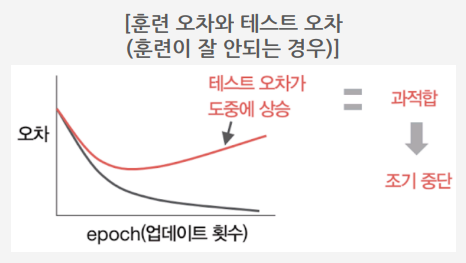 [훈련 오차와 테스트 오차
(훈련이 잘 안되는 경우)]
테스트 오차가
도중에 상승
=
과적합
오차
조기 중단
epoch(업데이트 횟수)